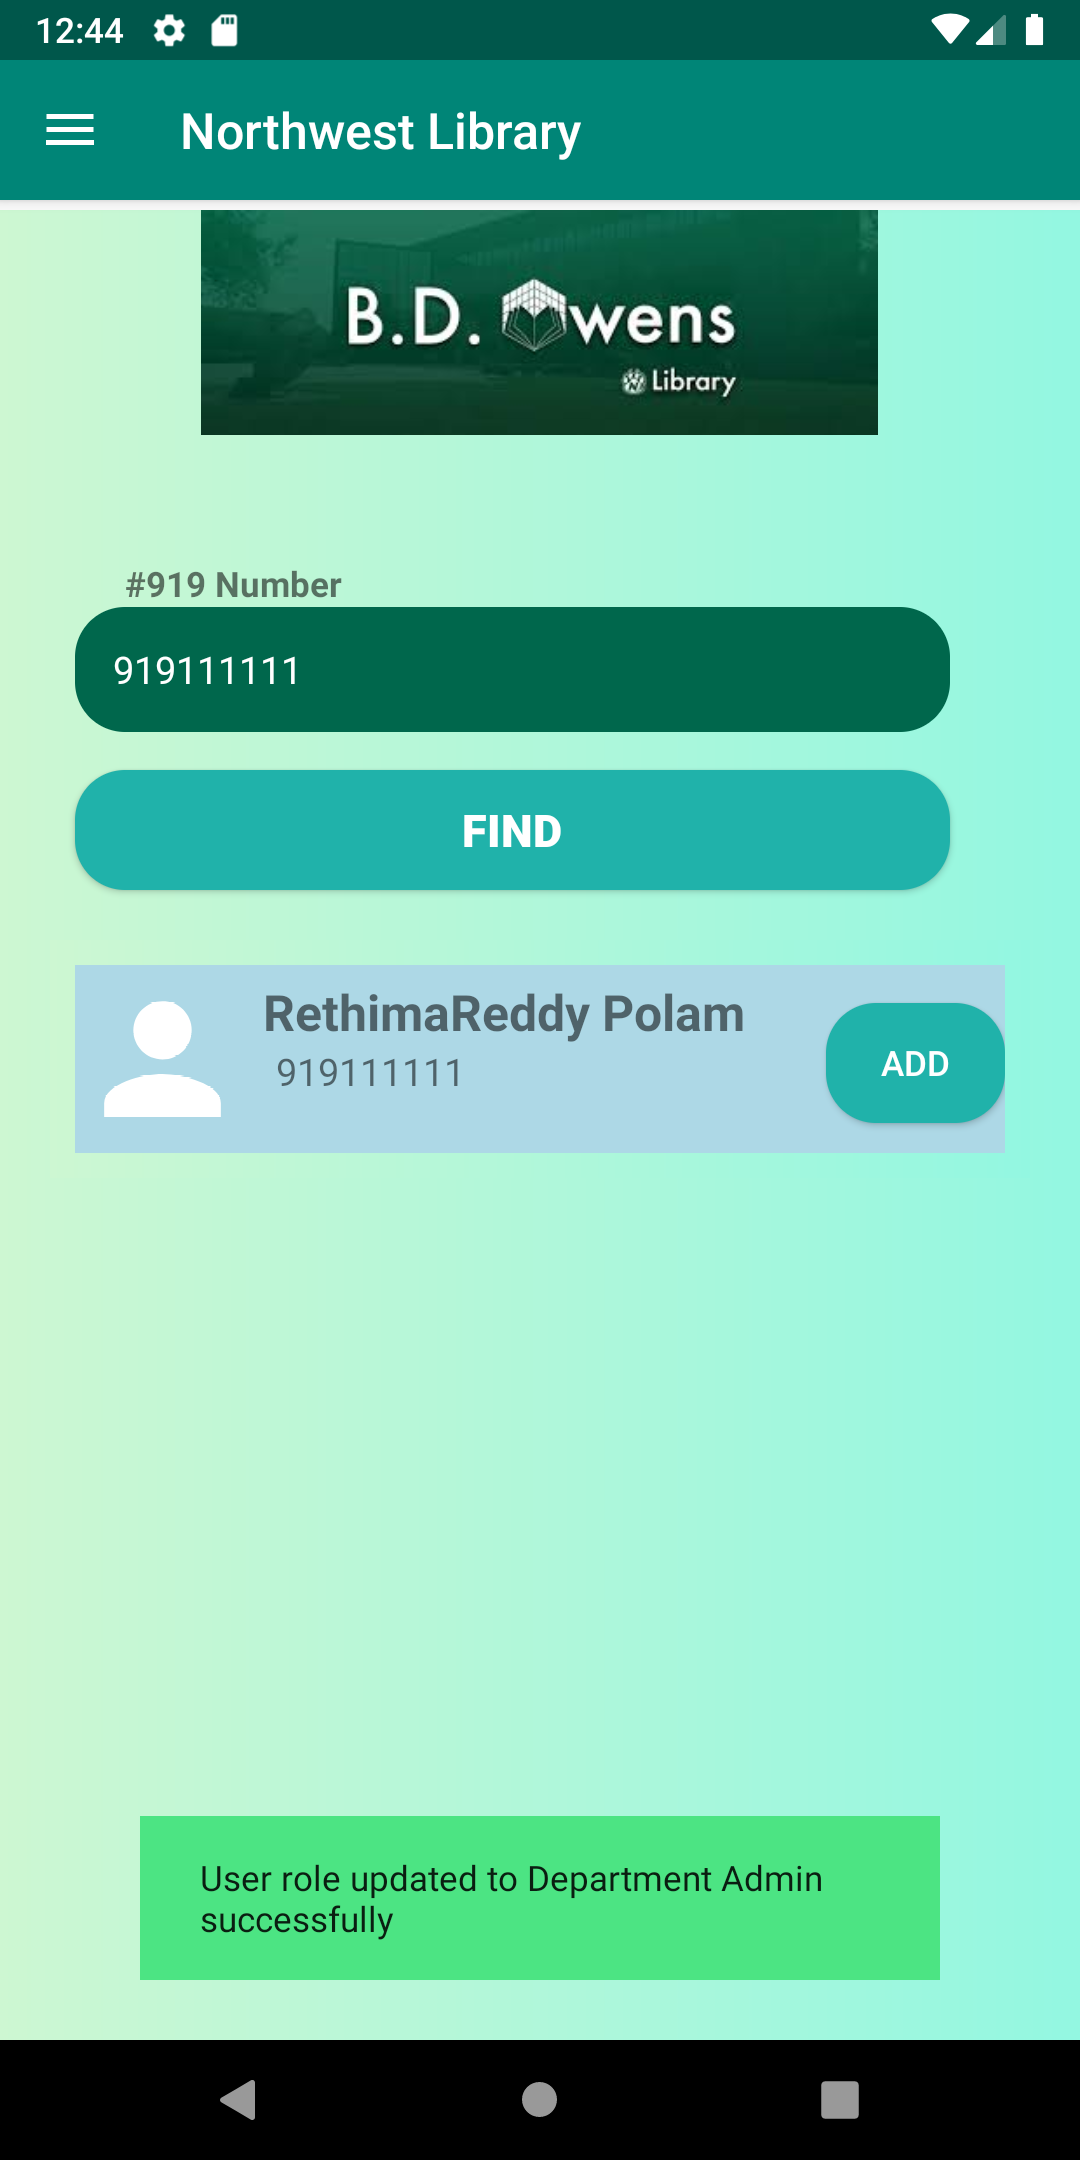 12:44
Northwest Library
B.D. Owens
Library
#919 Number
919111111
FIND
RethimaReddy Polam
919111111
ADD
User role updated to Department Admin
successfully